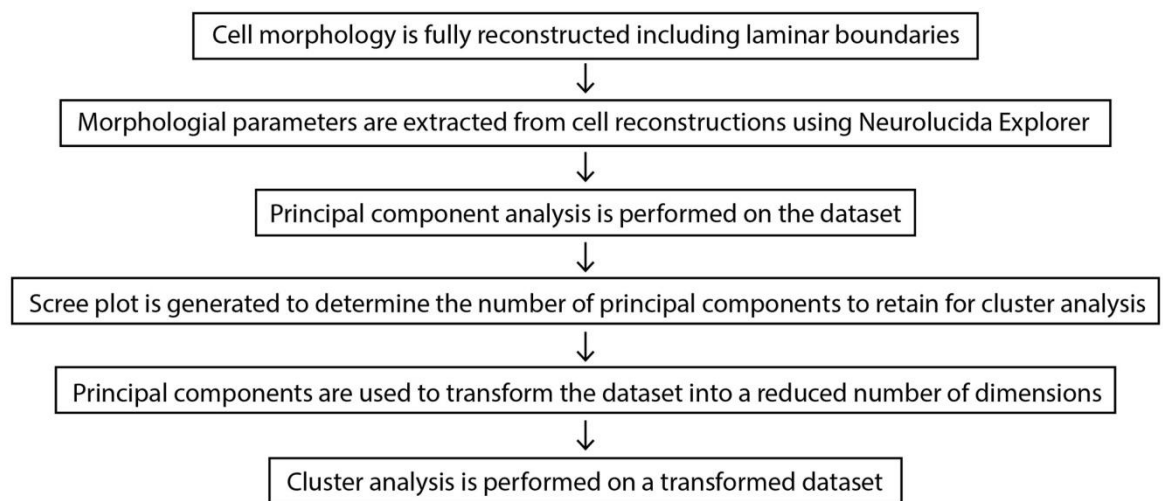 Cell morphology is fully reconstructed including laminar boundaries
Morphologial parameters are extracted from cell reconstructions using Neurolucida Explorer
Principal component analysis is performed on the dataset
Scree plot is generated to determine the number of principal components to retain for cluster analysis
Principal components are used to transform the dataset into a reduced number of dimensions
Cluster analysis is performed on a transformed dataset